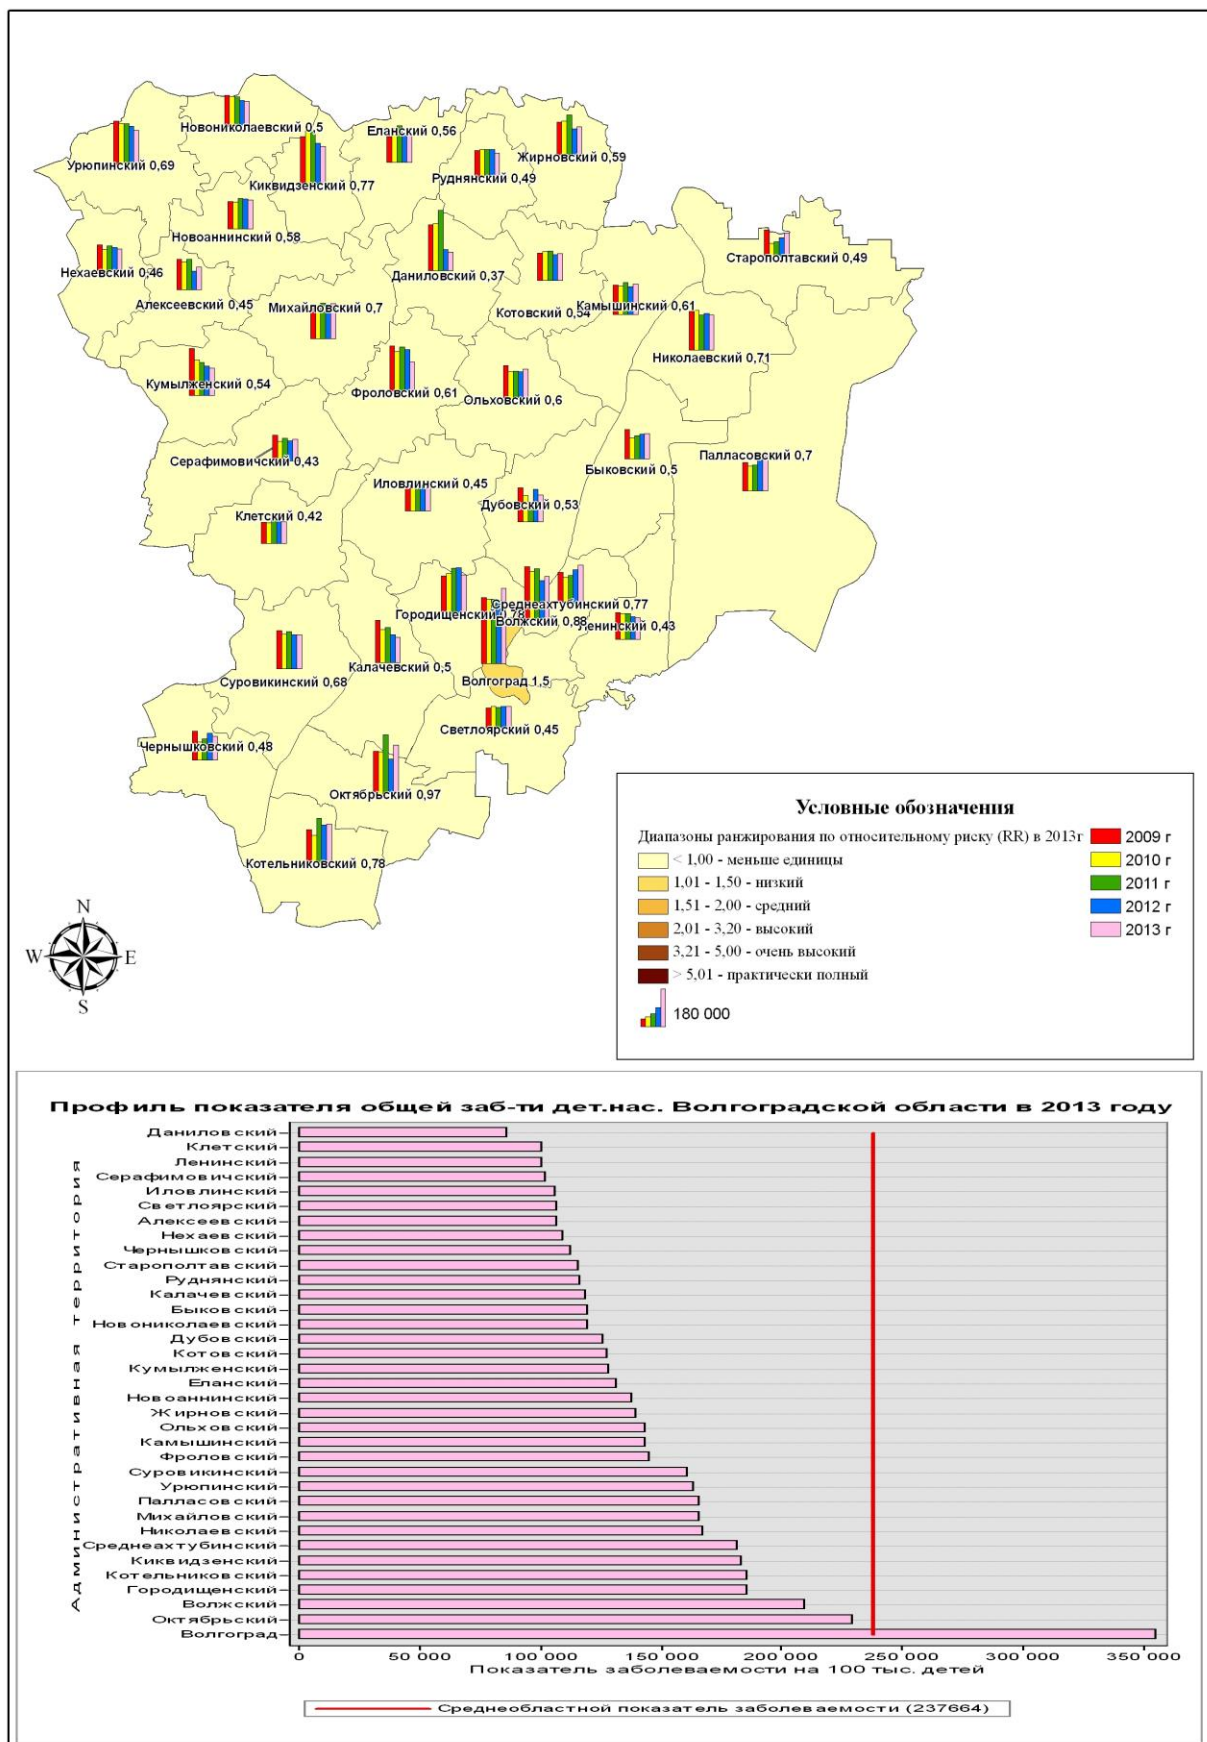 Новониколаевский 0,5
Еланский 0,56
Урюпинский 0,69
Киквидзенский 0,77
Руднянский 0,49
Жирновский 0,59
Новоаннинский 0,58
Нехаевский 0,46
Алексеевский 0,45
Михайловский 0,7
Даниловский 0,37
Котовский 0,54
Камышинский 0,61
Старополтавский 0,49
Николаевский 0,71
Кумылженский 0,54
Фроловский 0,61
Ольховский 0,6
Серафимовичский 0,43
Иловлинский 0,45
Быковский 0,5
Палласовский 0,7
Клетский 0,42
Дубовский 0,53
Городищенский 0,78
Среднеахтубинский 0,77
Волжский 0,88
Ленинский 0,43
Калачевский 0,5
Суровикинский 0,68
Волгоград 1,5
Светлоярский 0,45
Чернышковский 0,48
Октябрьский 0,97
Котельниковский 0,78
N
W E
S
Условные обозначения
Диапазоны ранжирования по относительному риску (RR) в 2013г
< 1,00 - меньше единицы
1,01 - 1,50 - низкий
1,51 - 2,00 - средний
2,01 - 3,20 - высокий
3,21 - 5,00 - очень высокий
> 5,01 - практически полный
180 000
2009 г
2010 г
2011 г
2012 г
2013 г
Профиль показателя общей заб-ти дет.нас. Волгоградской области в 2013 году
Административная территория
Даниловский
Клетский
Ленинский
Серафимовичский
Иловлинский
Светлоярский
Алексеевский
Нехаевский
Чернышковский
Старополтавский
Руднянский
Калачевский
Быковский
Новониколаевский
Дубовский
Котовский
Кумылженский
Еланский
Новоаннинский
Жирновский
Ольховский
Камышинский
Фроловский
Суровикинский
Урюпинский
Палласовский
Михайловский
Николаевский
Среднеахтубинский
Киквидзенский
Котельниковский
Городищенский
Волжский
Октябрьский
Волгоград
0 50 000 100 000 150 000 200 000 250 000 300 000 350 000
Показатель заболеваемости на 100 тыс. детей
Среднеобластной показатель заболеваемости (237664)